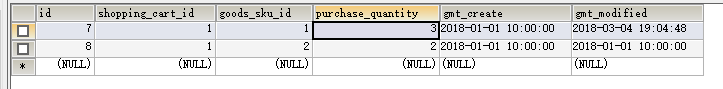 id shopping_cart_id goods_sku_id purchase_quantity gmt_create gmt_modified
7 1 1 3 2018-01-01 10:00:00 2018-03-04 19:04:48
8 1 2 2 2018-01-01 10:00:00 2018-01-01 10:00:00
* (NULL) (NULL) (NULL) (NULL) (NULL) (NULL)